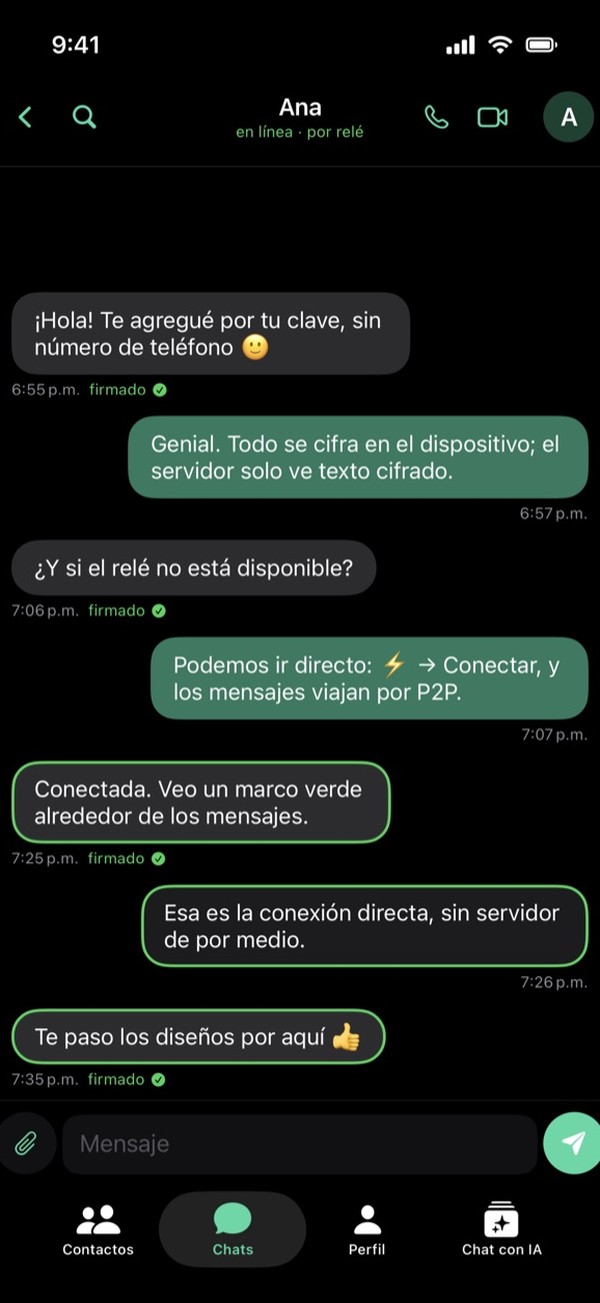 9:41
Ana
en línea · por relé
A
¡Hola! Te agregué por tu clave, sin
número de teléfono 🙂
6:55 p.m. firmado
Genial. Todo se cifra en el dispositivo; el
servidor solo ve texto cifrado.
6:57 p.m.
¿Y si el relé no está disponible?
7:06 p.m. firmado
Podemos ir directo: ⚡ → Conectar, y
los mensajes viajan por P2P.
7:07 p.m.
Conectada. Veo un marco verde
alrededor de los mensajes.
7:25 p.m. firmado
Esa es la conexión directa, sin servidor
de por medio.
7:26 p.m.
Te paso los diseños por aquí 👍
7:35 p.m. firmado
Mensaje
Contactos
Chats
Perfil
Chat con IA